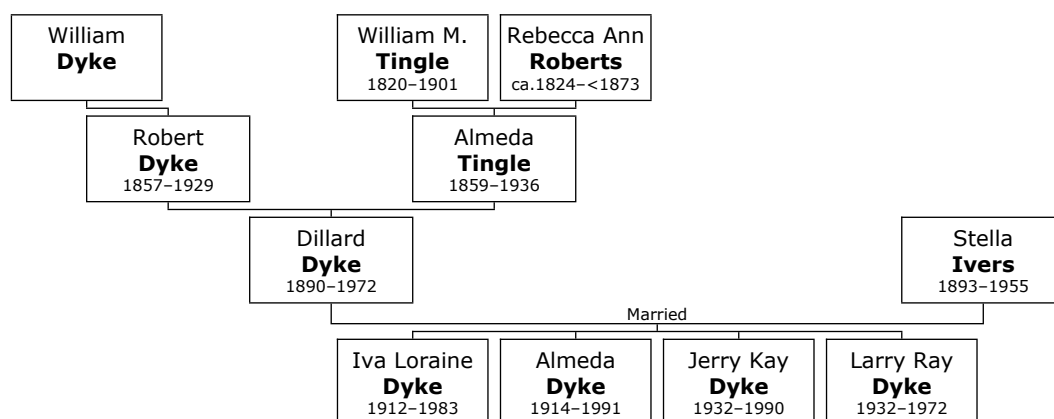 William
Dyke
William M.
Tingle
1820–1901
Rebecca Ann
Roberts
ca.1824–<1873
Robert
Dyke
1857–1929
Almeda
Tingle
1859–1936
Dillard
Dyke
1890–1972
Stella
Ivers
1893–1955
Married
Iva Loraine
Dyke
1912–1983
Almeda
Dyke
1914–1991
Jerry Kay
Dyke
1932–1990
Larry Ray
Dyke
1932–1972